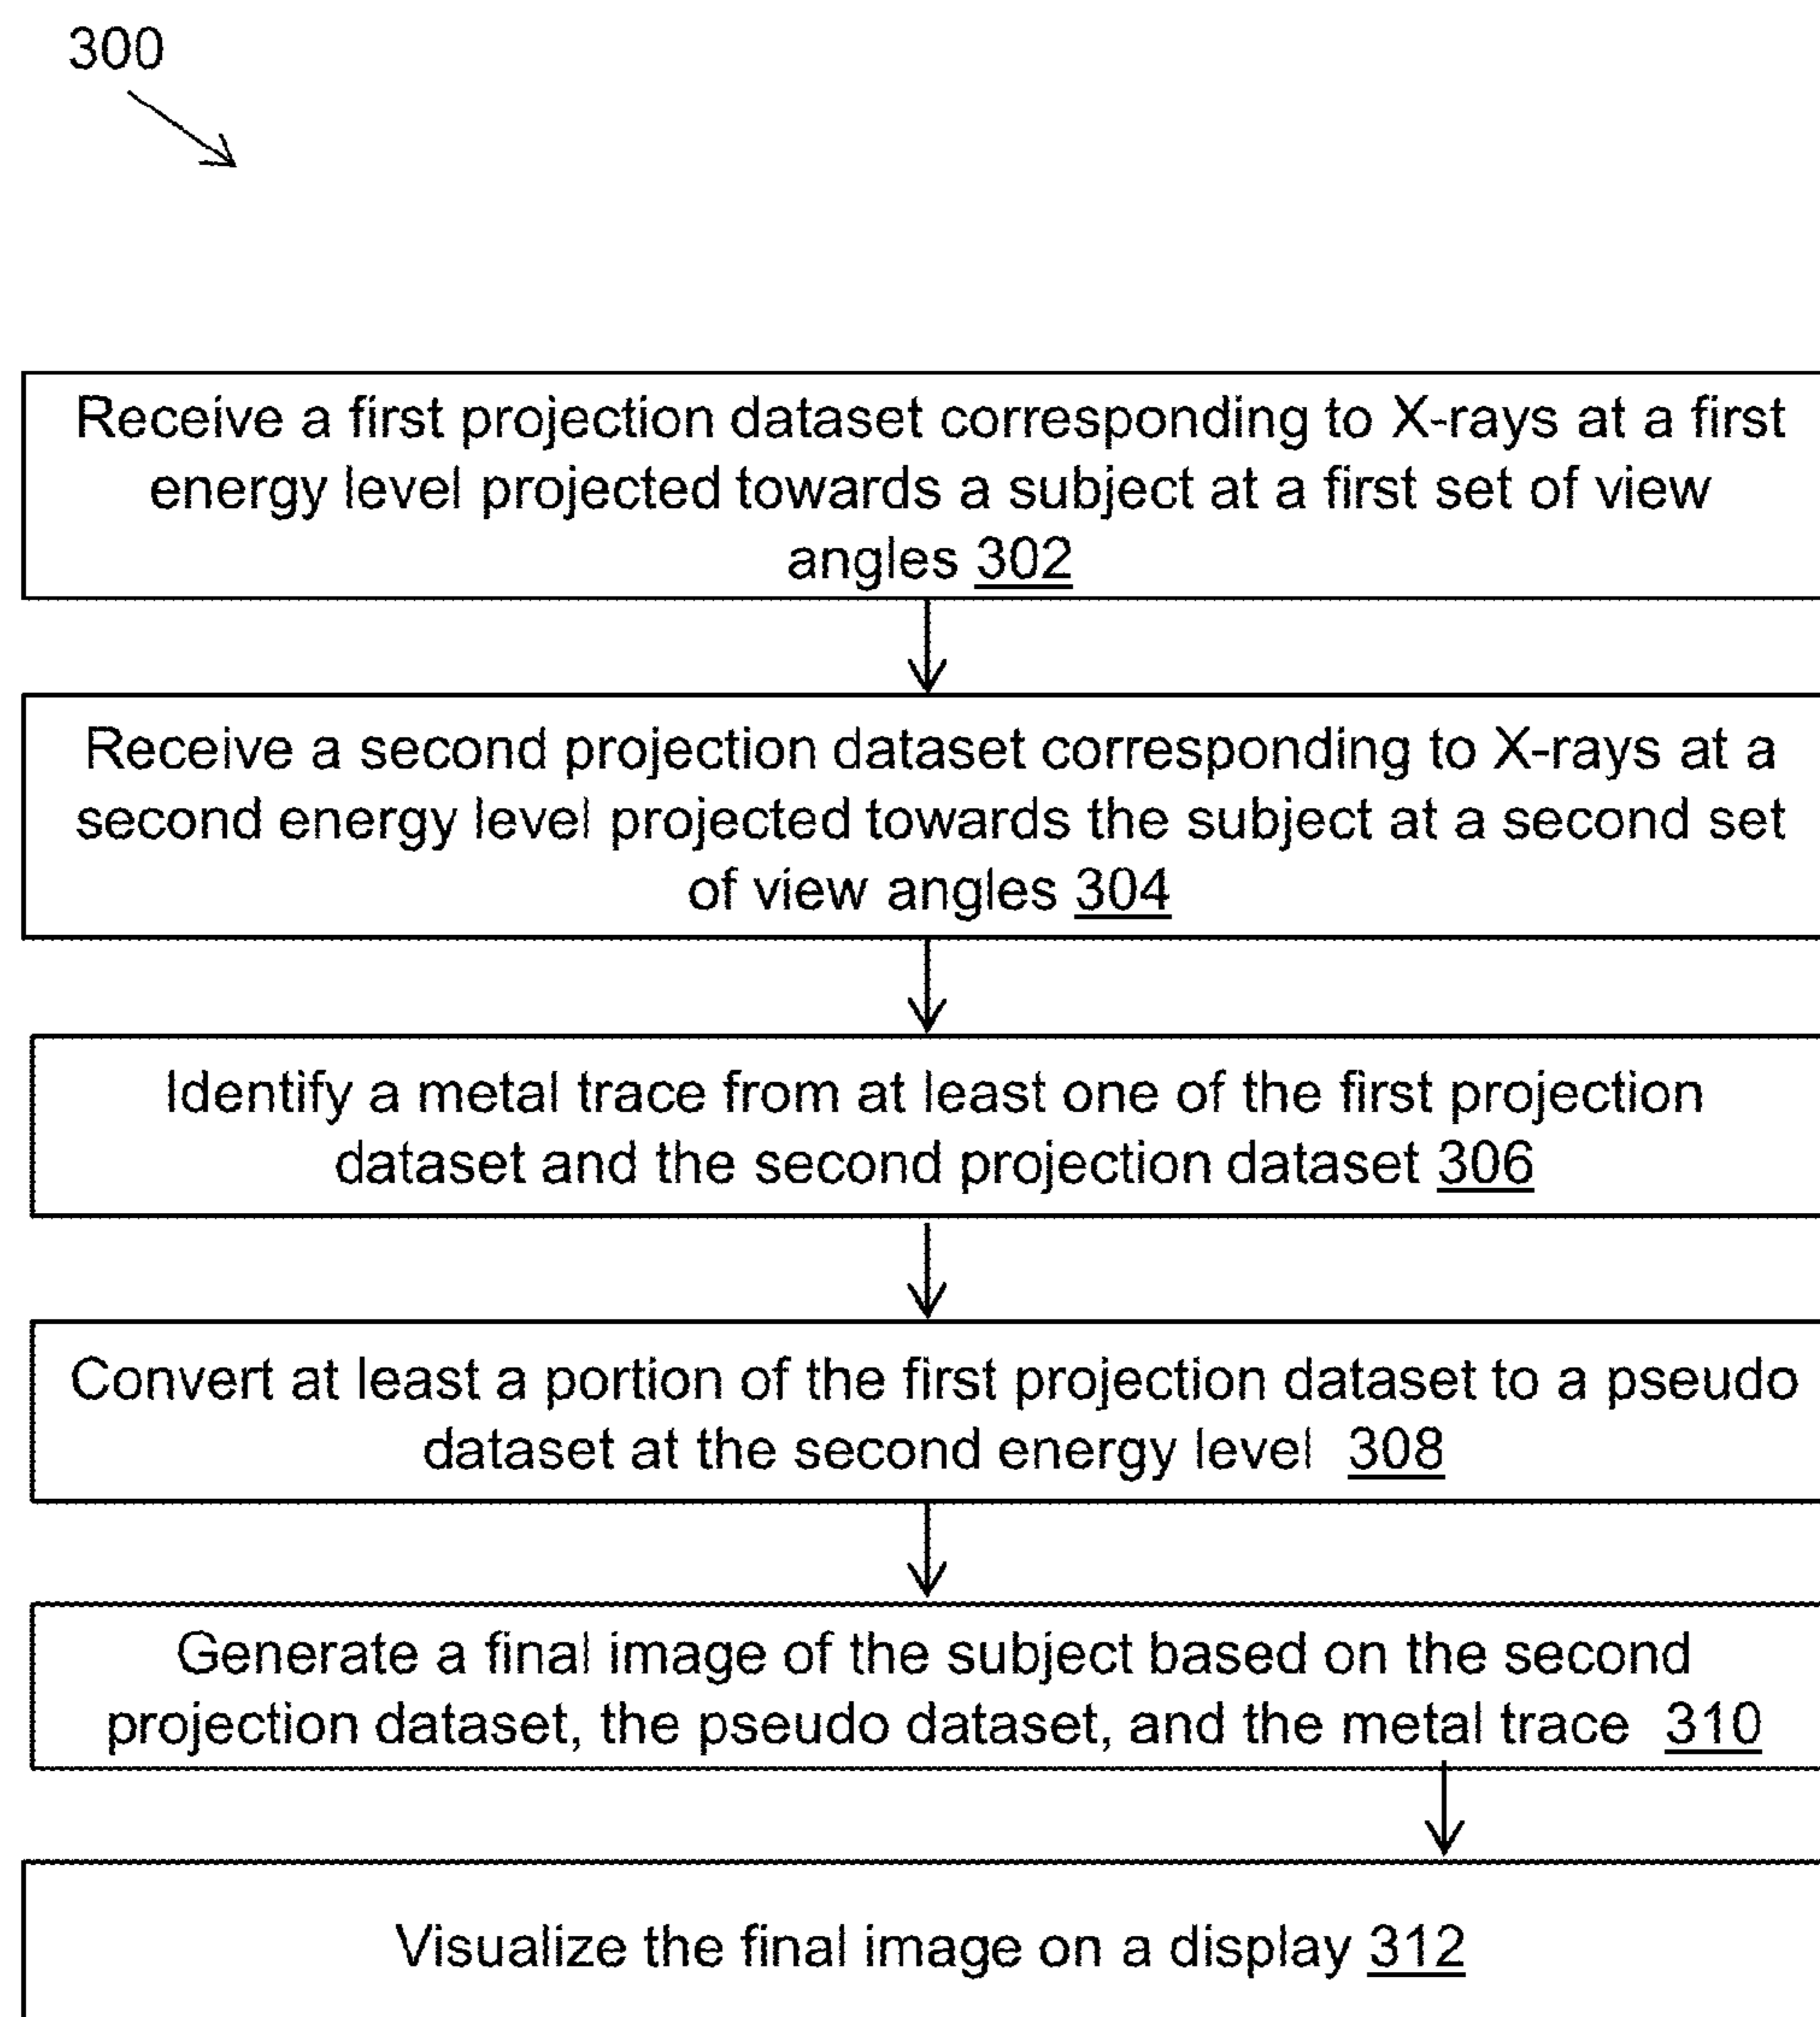 300
Receive a first projection dataset corresponding to X-rays at a first
energy level projected towards a subject at a first set of view
angles 302
Receive a second projection dataset corresponding to X-rays at a
second energy level projected towards the subject at a second set
of view angles 304
Identify a metal trace from at least one of the first projection
dataset and the second projection dataset 306
Convert at least a portion of the first projection dataset to a pseudo
dataset at the second energy level 308
Generate a final image of the subject based on the second
projection dataset, the pseudo dataset, and the metal trace 310
Visualize the final image on a display 312